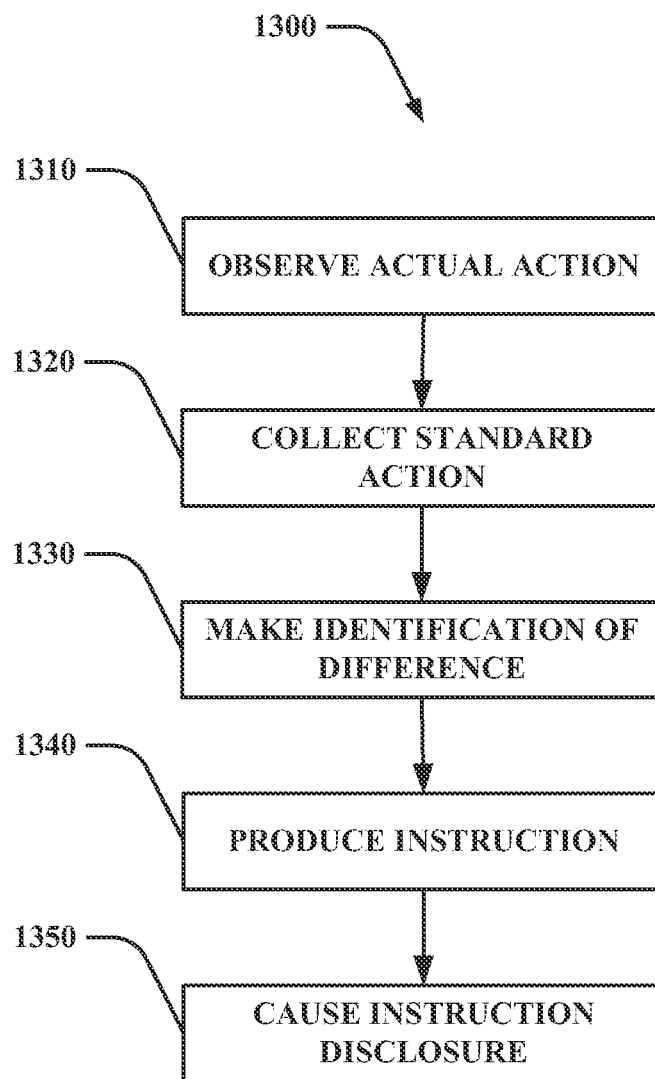 1300
1310
OBSERVE ACTUAL ACTION
1320
COLLECT STANDARD
ACTION
1330
MAKE IDENTIFICATION OF
DIFFERENCE
1340
PRODUCE INSTRUCTION
1350
CAUSE INSTRUCTION
DISCLOSURE